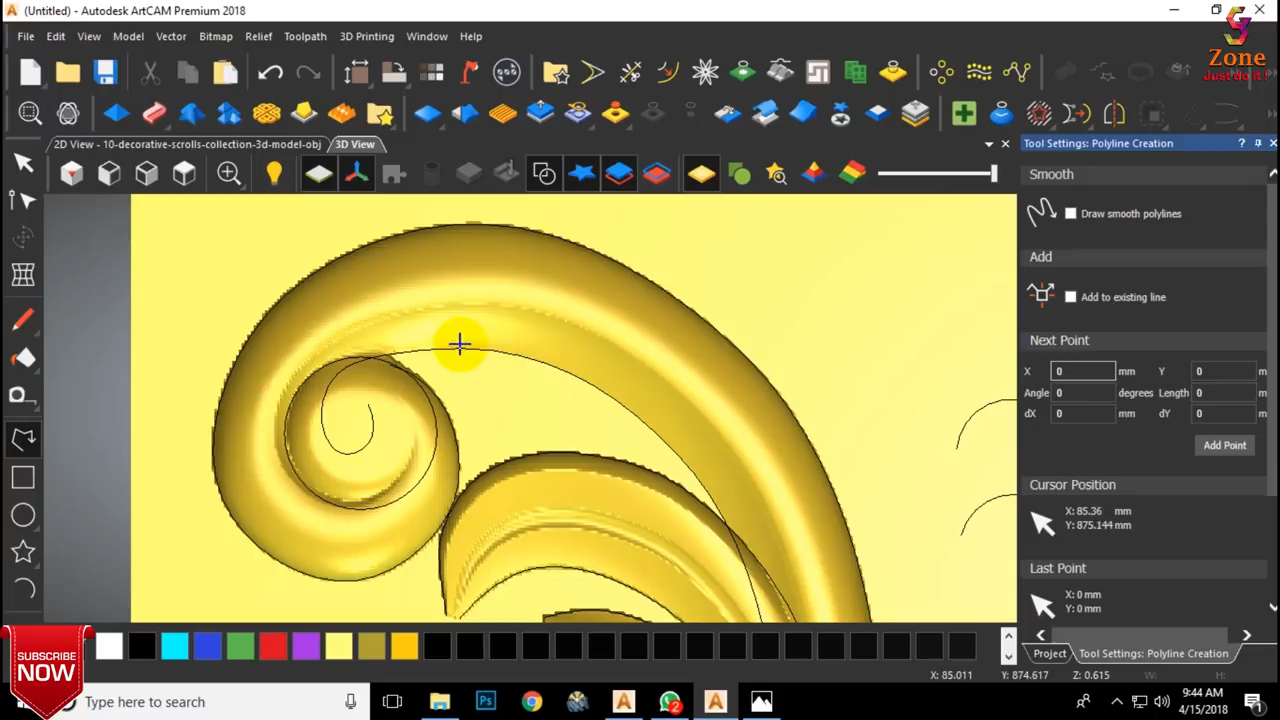 (Untitled) - Autodesk ArtCAM Premium 2018
File Edit View Model Vector Bitmap Relief Toolpath 3D Printing Window Help
Zone
Just do it !
2D View - 10-decorative-scrolls-collection-3d-model-obj 3D View
Tool Settings: Polyline Creation
Smooth
Draw smooth polylines
Add
Add to existing line
Next Point
X 0 mm Y 0 m
Angle 0 degrees Length 0 m
dX 0 mm dY 0 m
Add Point
Cursor Position
X: 85.36 mm
Y: 875.144 mm
Last Point
X: 0 mm
Y: 0 mm
Project Tool Settings: Polyline Creation
SUBSCRIBE
NOW
X: 85.011 Y: 874.617 Z: 0.615 W: H:
Type here to search
Ps
2
9:44 AM
4/15/2018
1